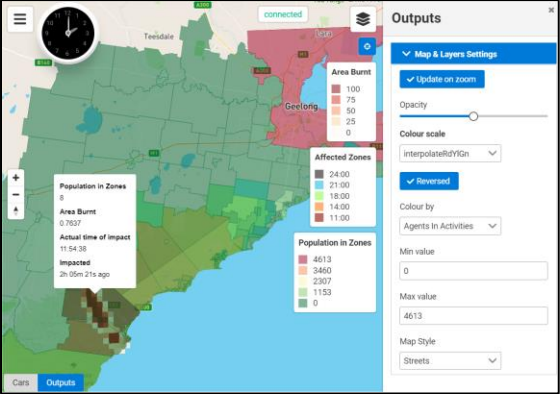 connected
Teesdale
Lara
Geelong
B140
A300
M1
Area Burnt
100
75
50
25
0
Affected Zones
24:00
21:00
18:00
14:00
11:00
Population in Zones
4613
3460
2307
1153
0
Population in Zones
8
Area Burnt
0.7637
Actual time of impact
11:54:38
Impacted
2h 05m 21s ago
+
−
Cars
Outputs
Outputs
×
Map & Layers Settings
Update on zoom
Opacity
Colour scale
interpolateRdYlGn
Reversed
Colour by
Agents In Activities
Min value
0
Max value
4613
Map Style
Streets